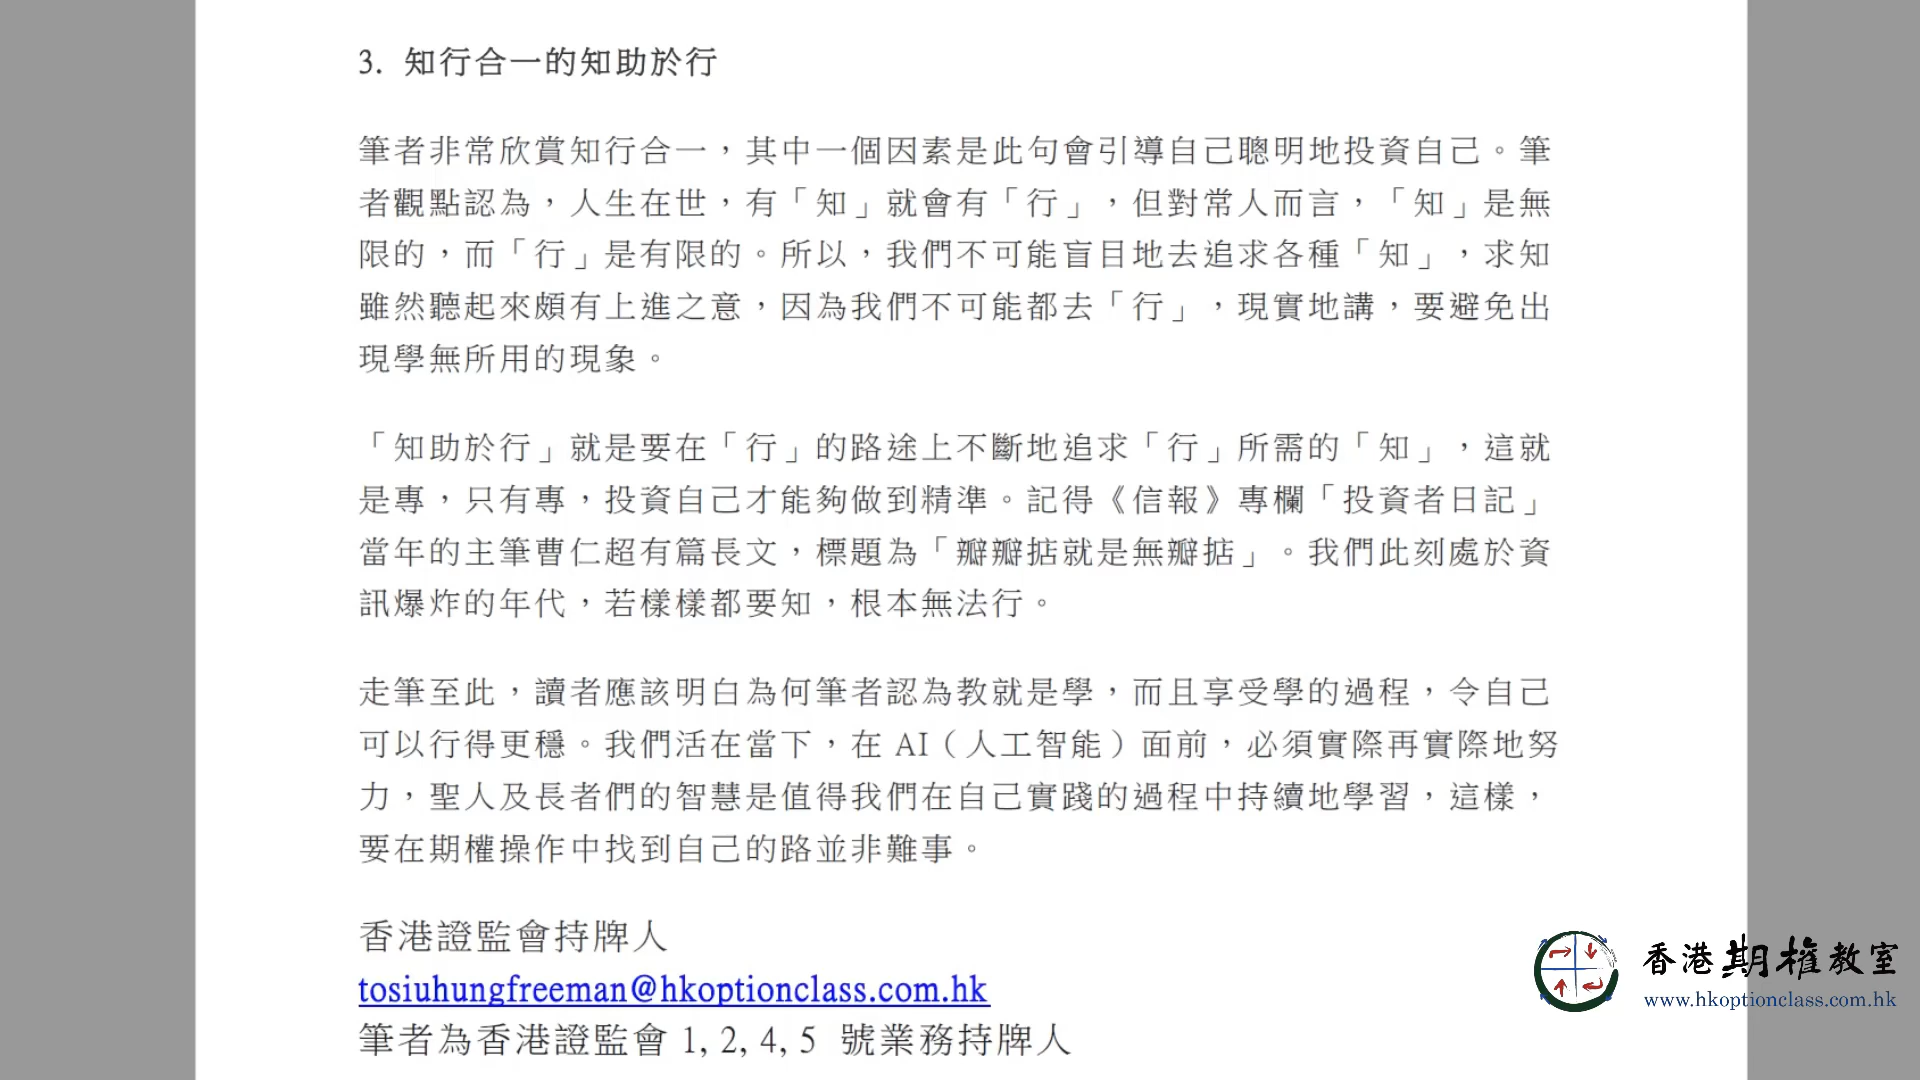 3. 知行合一的知助於行
筆者非常欣賞知行合一，其中一個因素是此句會引導自己聰明地投資自己。筆
者觀點認為，人生在世，有「知」就會有「行」，但對常人而言，「知」是無
限的，而「行」是有限的。所以，我們不可能盲目地去追求各種「知」，求知
雖然聽起來頗有上進之意，因為我們不可能都去「行」，現實地講，要避免出
現學無所用的現象。
「知助於行」就是要在「行」的路途上不斷地追求「行」所需的「知」，這就
是專，只有專，投資自己才能夠做到精準。記得《信報》專欄「投資者日記」
當年的主筆曹仁超有篇長文，標題為「瓣瓣掂就是無瓣掂」。我們此刻處於資
訊爆炸的年代，若樣樣都要知，根本無法行。
走筆至此，讀者應該明白為何筆者認為教就是學，而且享受學的過程，令自己
可以行得更穩。我們活在當下，在 AI（人工智能）面前，必須實際再實際地努
力，聖人及長者們的智慧是值得我們在自己實踐的過程中持續地學習，這樣，
要在期權操作中找到自己的路並非難事。
香港證監會持牌人
tosiuhungfreeman@hkoptionclass.com.hk
筆者為香港證監會 1, 2, 4, 5 號業務持牌人
香港期權教室
www.hkoptionclass.com.hk